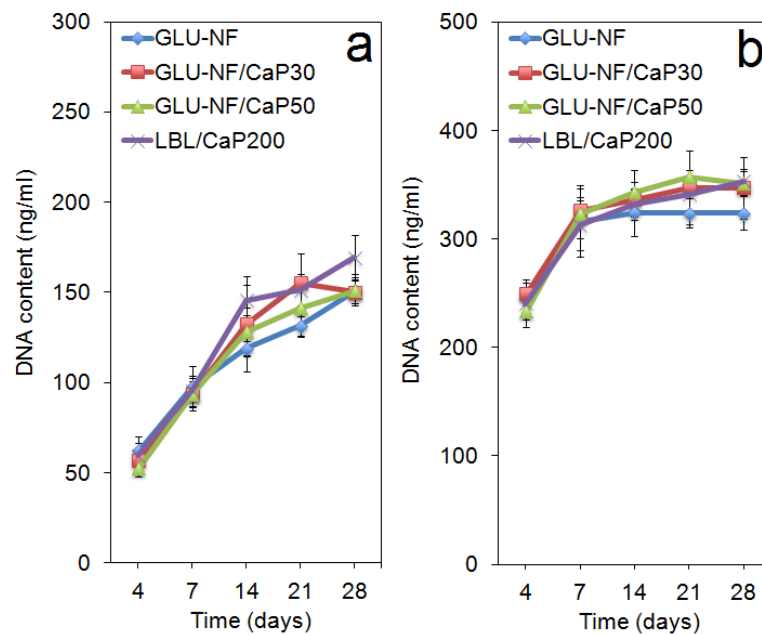 a
GLU-NF
GLU-NF/CaP30
GLU-NF/CaP50
LBL/CaP200
DNA content (ng/ml)
300
250
200
150
100
50
0
4 7 14 21 28
Time (days)
b
GLU-NF
GLU-NF/CaP30
GLU-NF/CaP50
LBL/CaP200
DNA content (ng/ml)
500
400
300
200
100
0
4 7 14 21 28
Time (days)